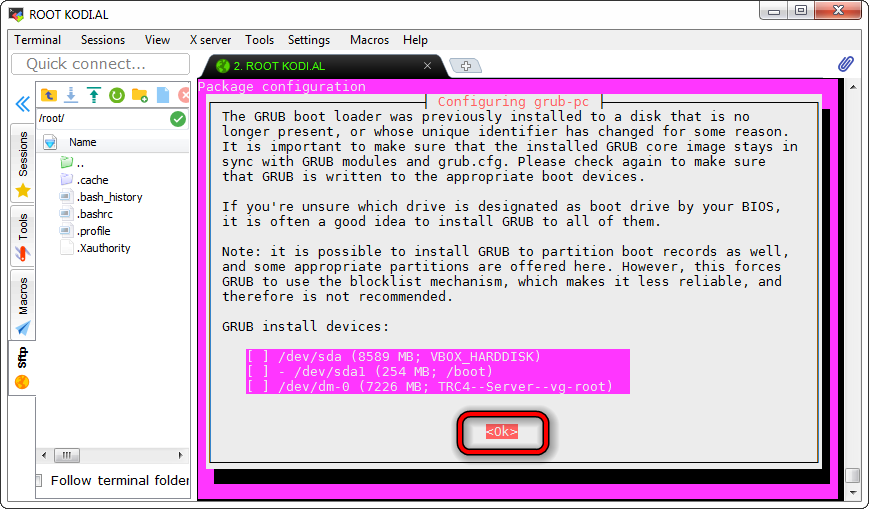 ROOT KODI.AL
Terminal Sessions View X server Tools Settings Macros Help
Quick connect...
2. ROOT KODI.AL
/root/
Name
..
.cache
.bash_history
.bashrc
.profile
.Xauthority
Sessions
Tools
Macros
Sftp
Follow terminal folder
Package configuration
Configuring grub-pc
The GRUB boot loader was previously installed to a disk that is no
longer present, or whose unique identifier has changed for some reason.
It is important to make sure that the installed GRUB core image stays in
sync with GRUB modules and grub.cfg. Please check again to make sure
that GRUB is written to the appropriate boot devices.
If you're unsure which drive is designated as boot drive by your BIOS,
it is often a good idea to install GRUB to all of them.
Note: it is possible to install GRUB to partition boot records as well,
and some appropriate partitions are offered here. However, this forces
GRUB to use the blocklist mechanism, which makes it less reliable, and
therefore is not recommended.
GRUB install devices:
[ ] /dev/sda (8589 MB; VBOX_HARDDISK)
[ ] - /dev/sda1 (254 MB; /boot)
[ ] /dev/dm-0 (7226 MB; TRC4--Server--vg-root)
<Ok>